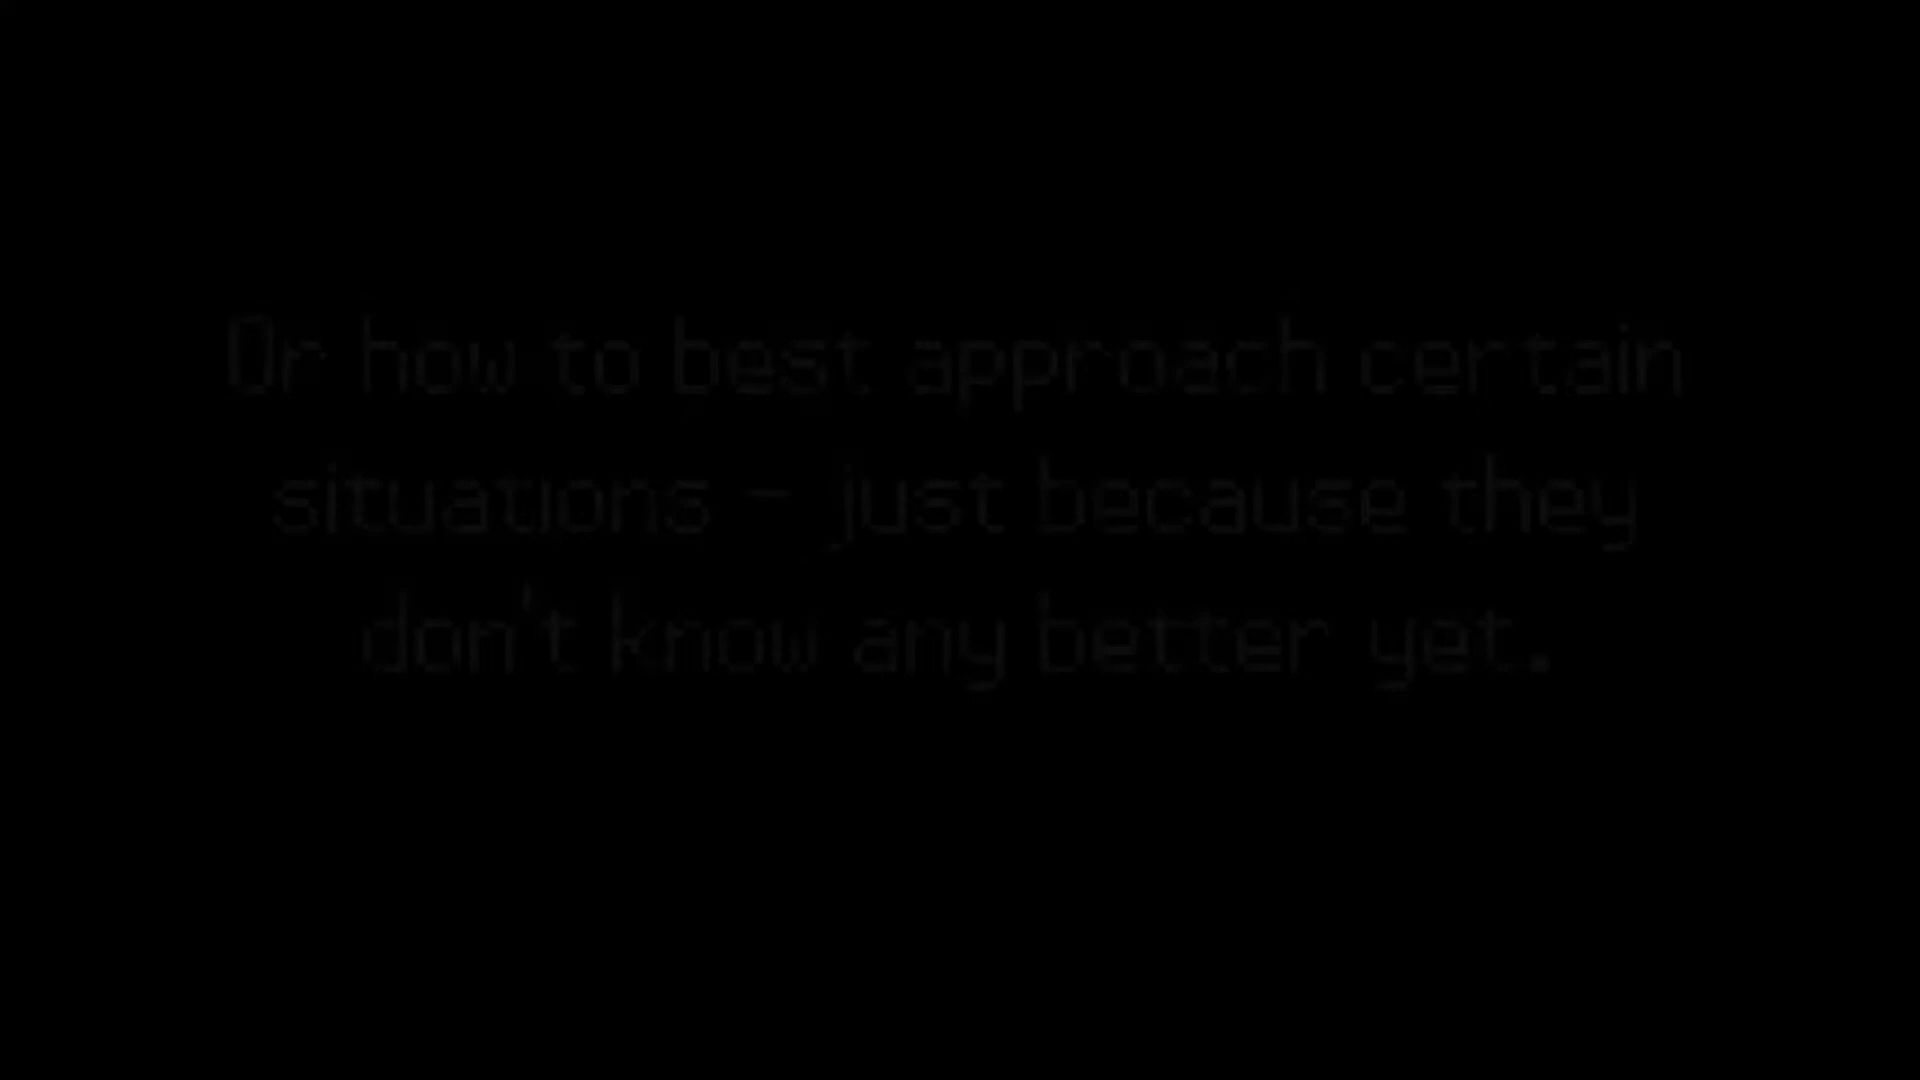 Or how to best approach certain
situations - just because they
don't know any better yet.